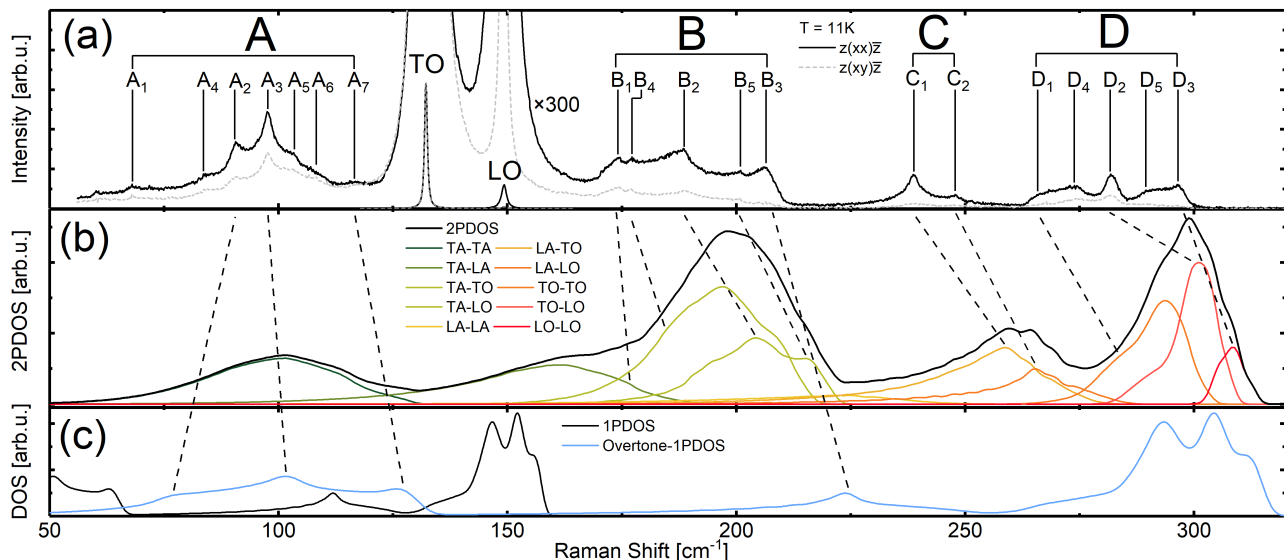 (a)
A
B
C
D
T = 11K
z(xx)z̅
z(xy)z̅
TO
LO
×300
A₁
A₄
A₂
A₃
A₅
A₆
A₇
B₁
B₄
B₂
B₅
B₃
C₁
C₂
D₁
D₄
D₂
D₅
D₃
Intensity [arb.u.]
(b)
2PDOS
TA-TA
LA-TO
TA-LA
LA-LO
TA-TO
TO-TO
TA-LO
TO-LO
LA-LA
LO-LO
2PDOS [arb.u.]
(c)
1PDOS
Overtone-1PDOS
DOS [arb.u.]
50
100
150
200
250
300
Raman Shift [cm⁻¹]